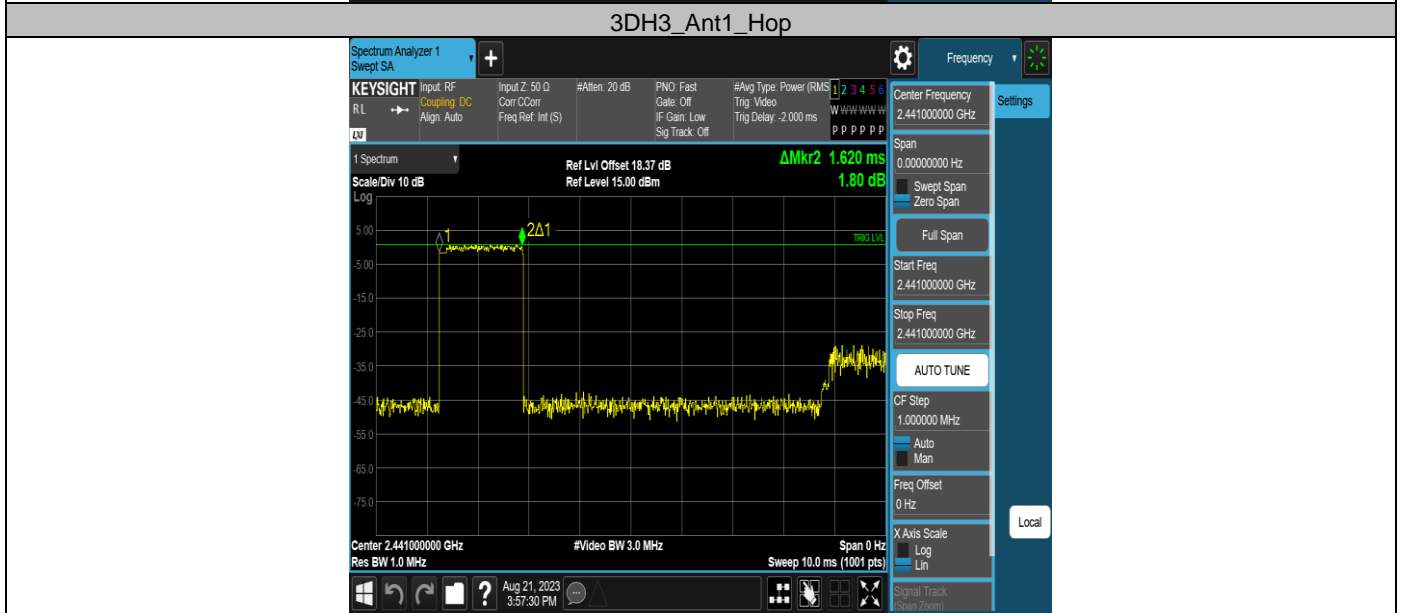 3DH3_Ant1_Hop
Spectrum Analyzer 1
Swept SA
+
Frequency
KEYSIGHT
RL
LXI
Input: RF
Coupling: DC
Align: Auto
Input Z: 50 Ω
Corr CCorr
Freq Ref: Int (S)
#Atten: 20 dB
PNO: Fast
Gate: Off
IF Gain: Low
Sig Track: Off
#Avg Type: Power (RMS
Trig: Video
Trig Delay: -2.000 ms
1 2 3 4 5 6
W W W W W W
P P P P P P
1 Spectrum
Scale/Div 10 dB
Log
Ref Lvl Offset 18.37 dB
Ref Level 15.00 dBm
ΔMkr2 1.620 ms
1.80 dB
1
2Δ1
TRIG LVL
5.00
-5.00
-15.0
-25.0
-35.0
-45.0
-55.0
-65.0
-75.0
Center 2.441000000 GHz
Res BW 1.0 MHz
#Video BW 3.0 MHz
Span 0 Hz
Sweep 10.0 ms (1001 pts)
?
Aug 21, 2023
3:57:30 PM
Center Frequency
2.441000000 GHz
Settings
Span
0.00000000 Hz
Swept Span
Zero Span
Full Span
Start Freq
2.441000000 GHz
Stop Freq
2.441000000 GHz
AUTO TUNE
CF Step
1.000000 MHz
Auto
Man
Freq Offset
0 Hz
Local
X Axis Scale
Log
Lin
Signal Track
(Span Zoom)